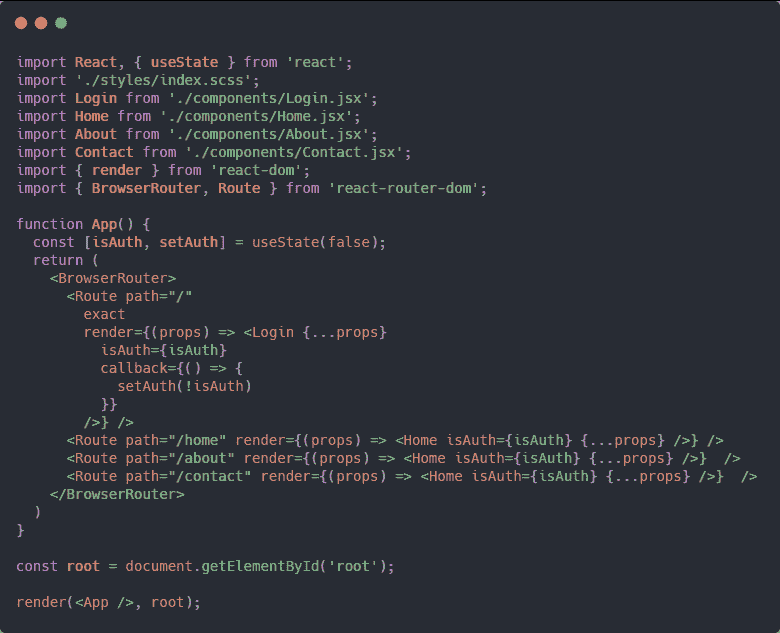 import React, { useState } from 'react';
import './styles/index.scss';
import Login from './components/Login.jsx';
import Home from './components/Home.jsx';
import About from './components/About.jsx';
import Contact from './components/Contact.jsx';
import { render } from 'react-dom';
import { BrowserRouter, Route } from 'react-router-dom';

function App() {
  const [isAuth, setAuth] = useState(false);
  return (
    <BrowserRouter>
      <Route path="/"
        exact
        render={(props) => <Login {...props}
          isAuth={isAuth}
          callback={() => {
            setAuth(!isAuth)
          }}
        />} />
      <Route path="/home" render={(props) => <Home isAuth={isAuth} {...props} />} />
      <Route path="/about" render={(props) => <Home isAuth={isAuth} {...props} />}  />
      <Route path="/contact" render={(props) => <Home isAuth={isAuth} {...props} />}  />
    </BrowserRouter>
  )
}

const root = document.getElementById('root');

render(<App />, root);